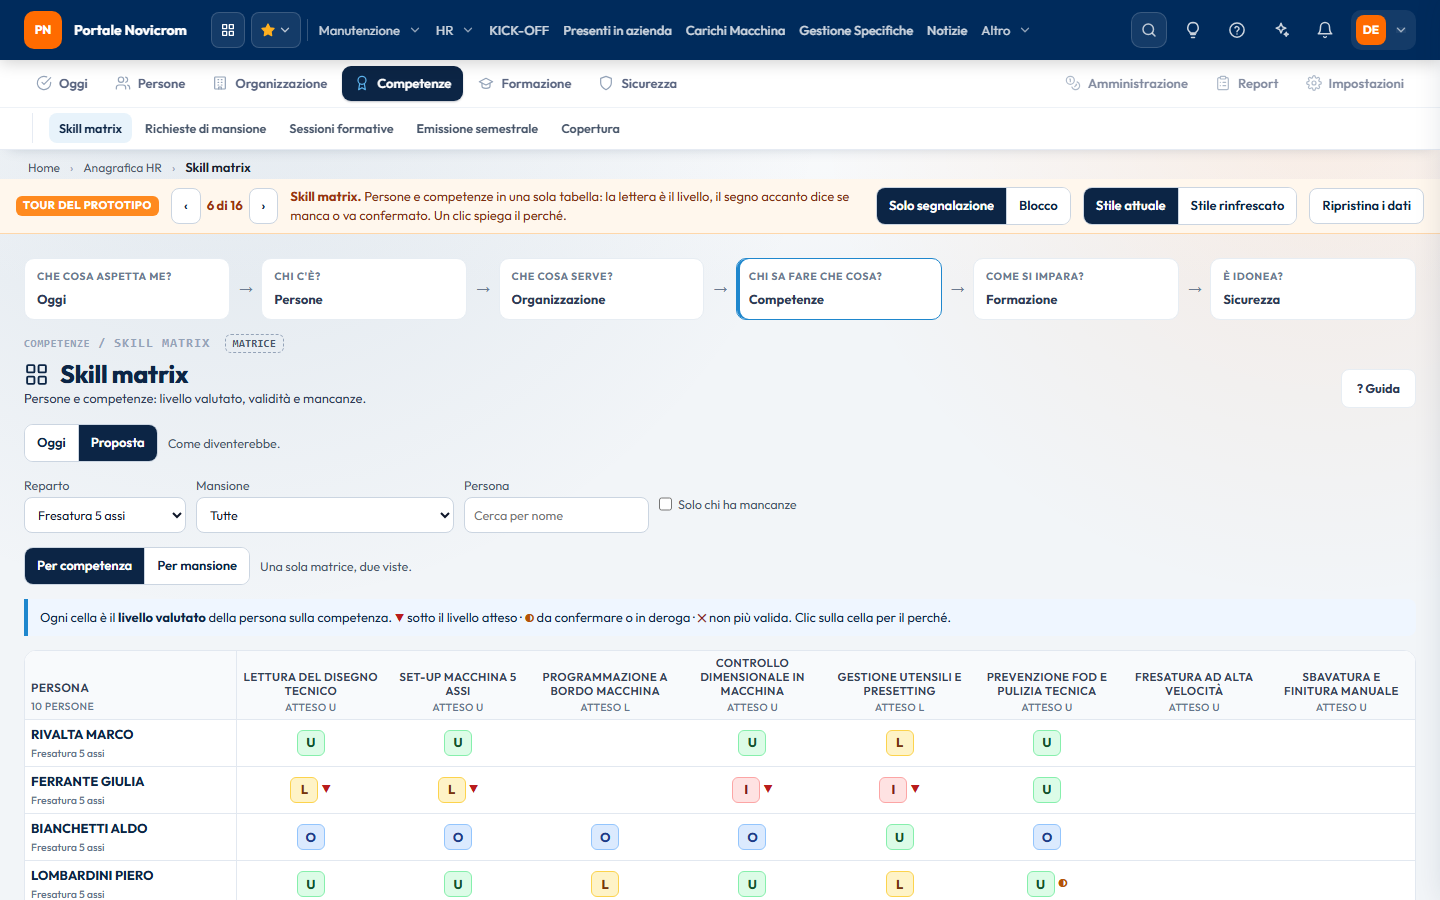 PN Portale Novicrom Manutenzione HR KICK-OFF Presenti in azienda Carichi Macchina Gestione Specifiche Notizie Altro DE
Oggi Persone Organizzazione Competenze Formazione Sicurezza Amministrazione Report Impostazioni
Skill matrix Richieste di mansione Sessioni formative Emissione semestrale Copertura
Home › Anagrafica HR › Skill matrix
TOUR DEL PROTOTIPO ‹ 6 di 16 › Skill matrix. Persone e competenze in una sola tabella: la lettera è il livello, il segno accanto dice se
manca o va confermato. Un clic spiega il perché.
Solo segnalazione Blocco Stile attuale Stile rinfrescato Ripristina i dati
CHE COSA ASPETTA ME? CHI C'È? CHE COSA SERVE? CHI SA FARE CHE COSA? COME SI IMPARA? È IDONEA?
Oggi → Persone → Organizzazione → Competenze → Formazione → Sicurezza
COMPETENZE / SKILL MATRIX MATRICE
Skill matrix
Persone e competenze: livello valutato, validità e mancanze.
? Guida
Oggi Proposta Come diventerebbe.
Reparto Mansione Persona
Fresatura 5 assi Tutte Cerca per nome Solo chi ha mancanze
Per competenza Per mansione Una sola matrice, due viste.
Ogni cella è il livello valutato della persona sulla competenza. ▼ sotto il livello atteso · ◐ da confermare o in deroga · ✕ non più valida. Clic sulla cella per il perché.
PERSONA
10 PERSONE
LETTURA DEL DISEGNO
TECNICO
ATTESO U
SET-UP MACCHINA 5
ASSI
ATTESO U
PROGRAMMAZIONE A
BORDO MACCHINA
ATTESO L
CONTROLLO
DIMENSIONALE IN
MACCHINA
ATTESO U
GESTIONE UTENSILI E
PRESETTING
ATTESO L
PREVENZIONE FOD E
PULIZIA TECNICA
ATTESO U
FRESATURA AD ALTA
VELOCITÀ
ATTESO U
SBAVATURA E
FINITURA MANUALE
ATTESO U
RIVALTA MARCO U U U L U
Fresatura 5 assi
FERRANTE GIULIA L ▼ L ▼ I ▼ I ▼ U
Fresatura 5 assi
BIANCHETTI ALDO O O O O U O
Fresatura 5 assi
LOMBARDINI PIERO U U L U L U ◐
Fresatura 5 assi